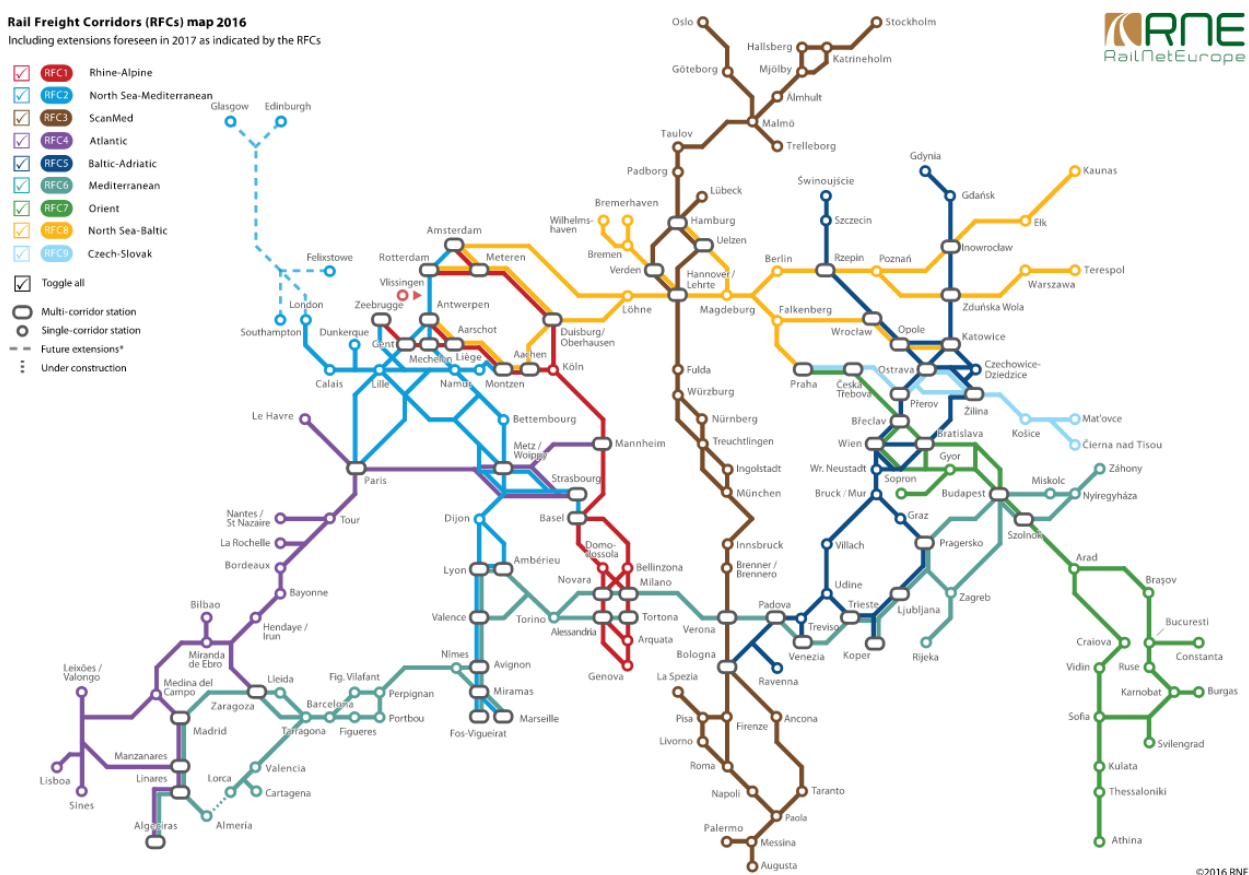 Rail Freight Corridors (RFCs) map 2016
Including extensions foreseen in 2017 as indicated by the RFCs
RNE
RailNetEurope
RFC1 Rhine-Alpine
RFC2 North Sea-Mediterranean
RFC3 ScanMed
RFC4 Atlantic
RFC5 Baltic-Adriatic
RFC6 Mediterranean
RFC7 Orient
RFC8 North Sea-Baltic
RFC9 Czech-Slovak
Toggle all
Multi-corridor station
Single-corridor station
Future extensions*
Under construction
Oslo
Stockholm
Hallsberg
Katrineholm
Göteborg
Mjölby
Älmhult
Malmö
Trelleborg
Taulov
Padborg
Lübeck
Hamburg
Uelzen
Glasgow
Edinburgh
Felixstowe
London
Southampton
Dunkerque
Calais
Lille
Amsterdam
Rotterdam
Meteren
Vlissingen
Zeebrugge
Antwerpen
Gent
Mechelen
Aarschot
Liège
Aachen
Montzen
Namur
Duisburg/
Oberhausen
Köln
Wilhelms-
haven
Bremerhaven
Bremen
Verden
Hannover /
Lehrte
Löhne
Magdeburg
Berlin
Falkenberg
Świnoujście
Szczecin
Rzepin
Poznań
Gdynia
Gdańsk
Inowrocław
Ełk
Kaunas
Terespol
Warszawa
Zduńska Wola
Wrocław
Opole
Katowice
Czechowice-
Dziedzice
Praha
Česká
Třebova
Ostrava
Přerov
Žilina
Košice
Mat'ovce
Čierna nad Tisou
Břeclav
Wien
Bratislava
Gyor
Wr. Neustadt
Sopron
Budapest
Miskolc
Záhony
Nyíregyháza
Szolnok
Bruck / Mur
Graz
Villach
Pragersko
Udine
Trieste
Ljubljana
Zagreb
Rijeka
Koper
Treviso
Venezia
Padova
Ravenna
Fulda
Würzburg
Nürnberg
Treuchtlingen
Ingolstadt
München
Innsbruck
Brenner /
Brennero
Verona
Bologna
La Spezia
Pisa
Firenze
Ancona
Livorno
Roma
Napoli
Taranto
Paola
Palermo
Messina
Augusta
Bettembourg
Metz /
Woippy
Mannheim
Strasbourg
Basel
Domo-
dossola
Bellinzona
Novara
Milano
Alessandria
Tortona
Arquata
Genova
Torino
Le Havre
Paris
Nantes /
St Nazaire
Tour
La Rochelle
Bordeaux
Bayonne
Hendaye /
Irun
Bilbao
Miranda
de Ebro
Leixões /
Valongo
Medina del
Campo
Zaragoza
Lleida
Madrid
Manzanares
Linares
Lisboa
Sines
Algeciras
Almería
Lorca
Cartagena
Valencia
Tarragona
Barcelona
Fig. Vilafant
Figueres
Perpignan
Portbou
Nîmes
Avignon
Miramas
Marseille
Fos-Vigueirat
Valence
Lyon
Ambérieu
Dijon
Arad
Braşov
Bucuresti
Constanta
Craiova
Vidin
Ruse
Karnobat
Burgas
Sofia
Svilengrad
Kulata
Thessaloniki
Athina
©2016 RNE